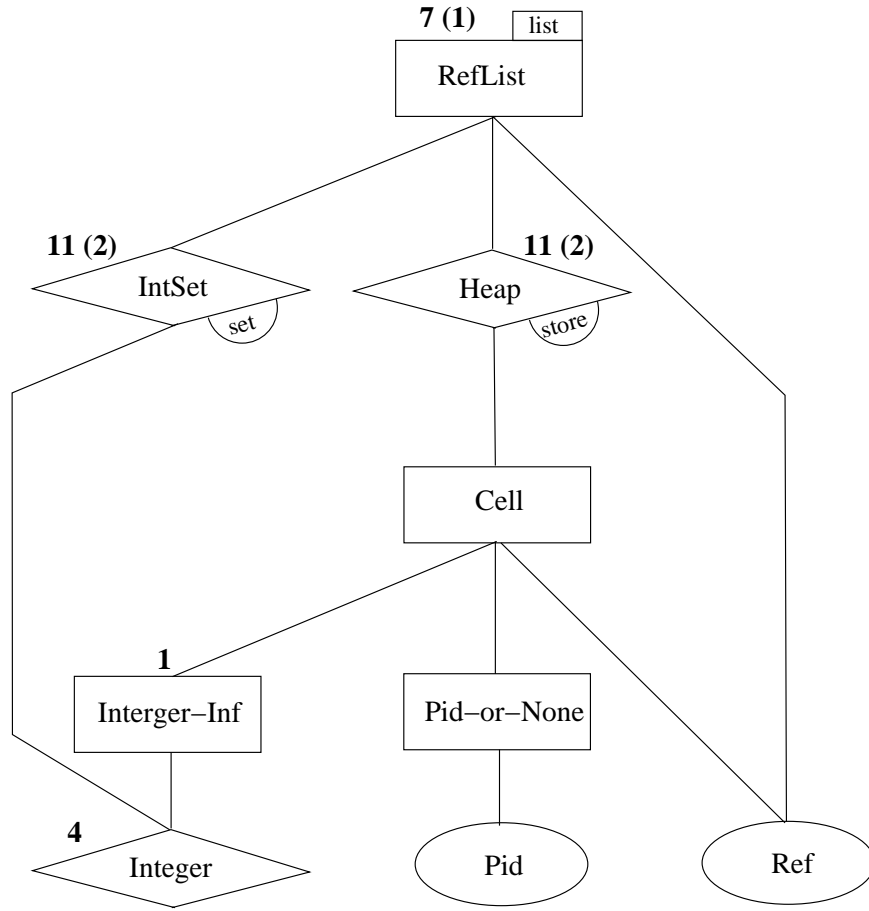 7 (1)
list
RefList
11 (2)
11 (2)
IntSet
Heap
set
store
Cell
1
Interger−Inf
Pid−or−None
4
Integer
Pid
Ref